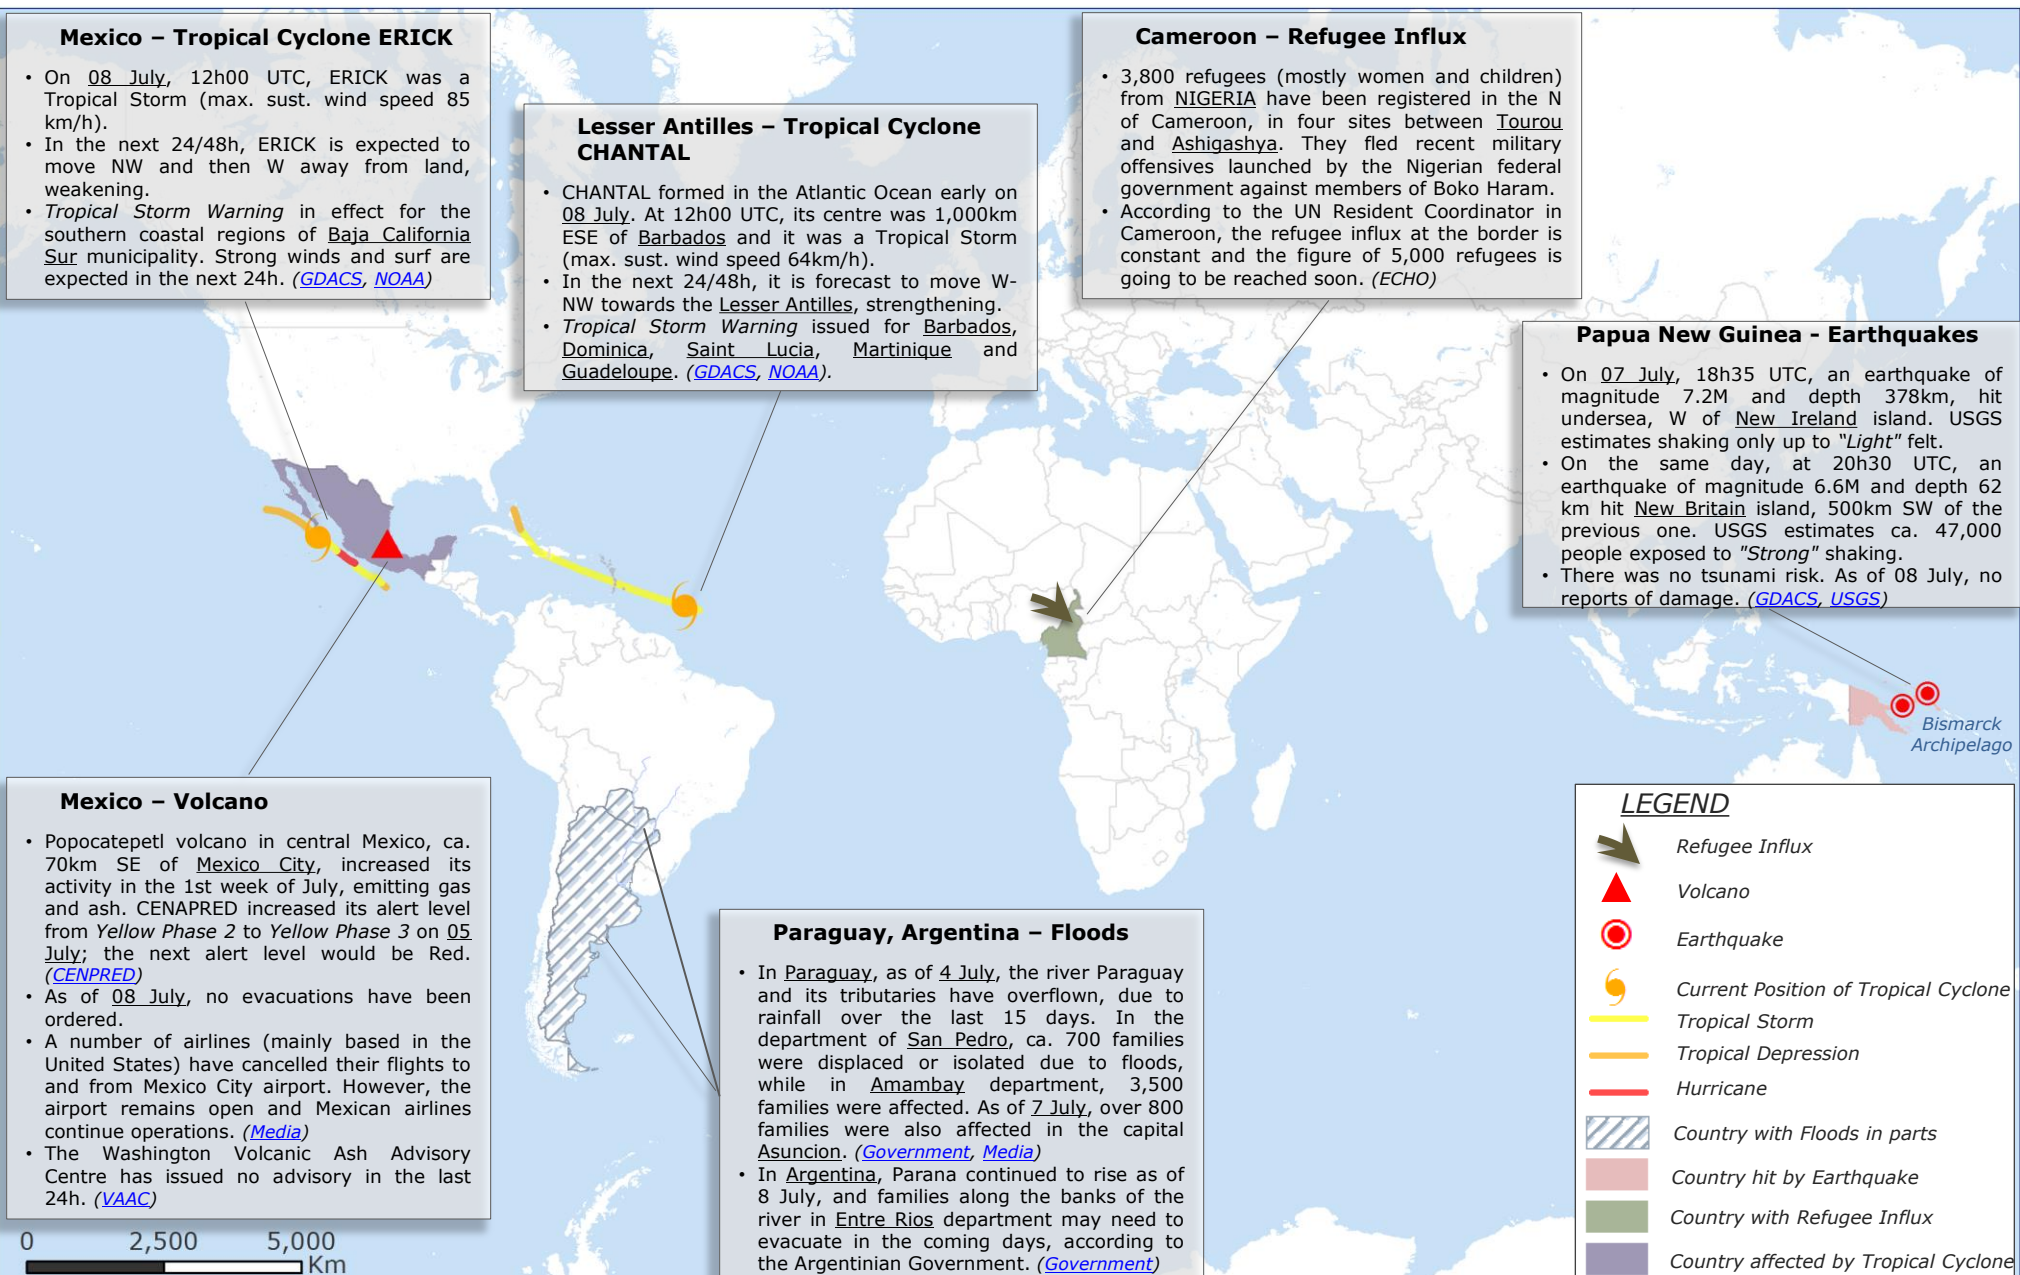 Mexico – Tropical Cyclone ERICK
• On 08 July, 12h00 UTC, ERICK was a
Tropical Storm (max. sust. wind speed 85
km/h).
• In the next 24/48h, ERICK is expected to
move NW and then W away from land,
weakening.
• Tropical Storm Warning in effect for the
southern coastal regions of Baja California
Sur municipality. Strong winds and surf are
expected in the next 24h. (GDACS, NOAA)
Lesser Antilles – Tropical Cyclone
CHANTAL
• CHANTAL formed in the Atlantic Ocean early on
08 July. At 12h00 UTC, its centre was 1,000km
ESE of Barbados and it was a Tropical Storm
(max. sust. wind speed 64km/h).
• In the next 24/48h, it is forecast to move W-
NW towards the Lesser Antilles, strengthening.
• Tropical Storm Warning issued for Barbados,
Dominica, Saint Lucia, Martinique and
Guadeloupe. (GDACS, NOAA).
Cameroon – Refugee Influx
• 3,800 refugees (mostly women and children)
from NIGERIA have been registered in the N
of Cameroon, in four sites between Tourou
and Ashigashya. They fled recent military
offensives launched by the Nigerian federal
government against members of Boko Haram.
• According to the UN Resident Coordinator in
Cameroon, the refugee influx at the border is
constant and the figure of 5,000 refugees is
going to be reached soon. (ECHO)
Papua New Guinea - Earthquakes
• On 07 July, 18h35 UTC, an earthquake of
magnitude 7.2M and depth 378km, hit
undersea, W of New Ireland island. USGS
estimates shaking only up to "Light" felt.
• On the same day, at 20h30 UTC, an
earthquake of magnitude 6.6M and depth 62
km hit New Britain island, 500km SW of the
previous one. USGS estimates ca. 47,000
people exposed to "Strong" shaking.
• There was no tsunami risk. As of 08 July, no
reports of damage. (GDACS, USGS)
Bismarck
Archipelago
Mexico – Volcano
• Popocatepetl volcano in central Mexico, ca.
70km SE of Mexico City, increased its
activity in the 1st week of July, emitting gas
and ash. CENAPRED increased its alert level
from Yellow Phase 2 to Yellow Phase 3 on 05
July; the next alert level would be Red.
(CENPRED)
• As of 08 July, no evacuations have been
ordered.
• A number of airlines (mainly based in the
United States) have cancelled their flights to
and from Mexico City airport. However, the
airport remains open and Mexican airlines
continue operations. (Media)
• The Washington Volcanic Ash Advisory
Centre has issued no advisory in the last
24h. (VAAC)
Paraguay, Argentina – Floods
• In Paraguay, as of 4 July, the river Paraguay
and its tributaries have overflown, due to
rainfall over the last 15 days. In the
department of San Pedro, ca. 700 families
were displaced or isolated due to floods,
while in Amambay department, 3,500
families were affected. As of 7 July, over 800
families were also affected in the capital
Asuncion. (Government, Media)
• In Argentina, Parana continued to rise as of
8 July, and families along the banks of the
river in Entre Rios department may need to
evacuate in the coming days, according to
the Argentinian Government. (Government)
LEGEND
Refugee Influx
Volcano
Earthquake
Current Position of Tropical Cyclone
Tropical Storm
Tropical Depression
Hurricane
Country with Floods in parts
Country hit by Earthquake
Country with Refugee Influx
Country affected by Tropical Cyclone
0 2,500 5,000
Km